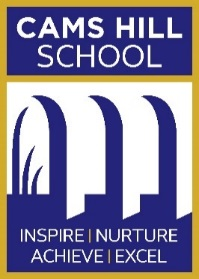 CAMS HILL
SCHOOL
INSPIRE | NURTURE
ACHIEVE | EXCEL